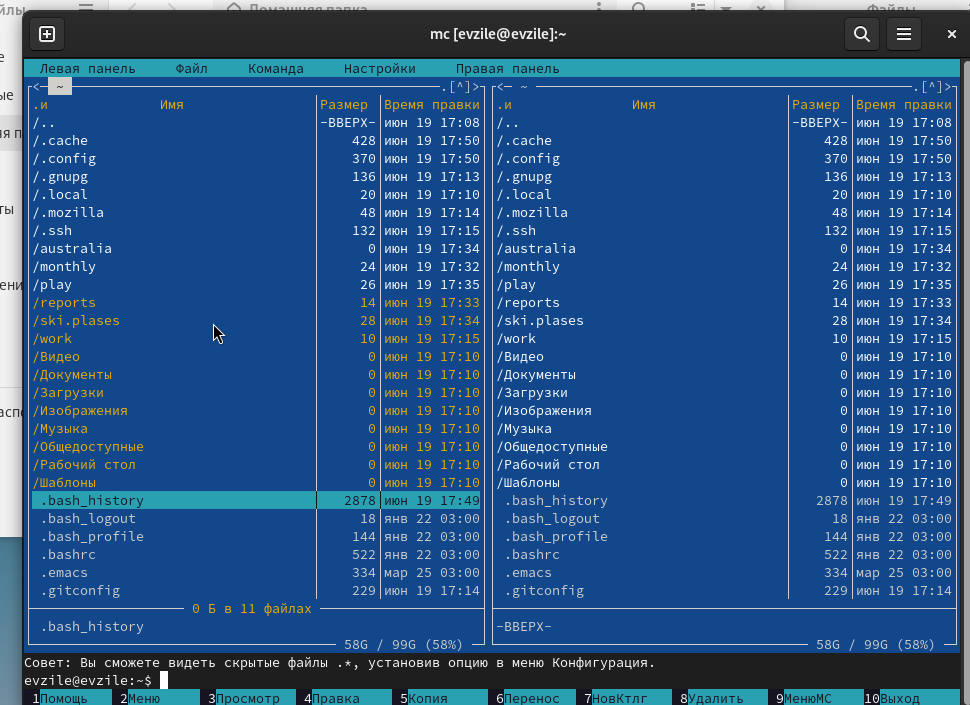 Домашняя папка
Файлы
mc [evzile@evzile]:~
Левая панель Файл Команда Настройки Правая панель
<─ ~ .[^]> <─ ~ .[^]>
.и Имя Размер Время правки .и Имя Размер Время правки
/.. -ВВЕРХ- июн 19 17:08 /.. -ВВЕРХ- июн 19 17:08
/.cache 428 июн 19 17:50 /.cache 428 июн 19 17:50
/.config 370 июн 19 17:50 /.config 370 июн 19 17:50
/.gnupg 136 июн 19 17:13 /.gnupg 136 июн 19 17:13
/.local 20 июн 19 17:10 /.local 20 июн 19 17:10
/.mozilla 48 июн 19 17:14 /.mozilla 48 июн 19 17:14
/.ssh 132 июн 19 17:15 /.ssh 132 июн 19 17:15
/australia 0 июн 19 17:34 /australia 0 июн 19 17:34
/monthly 24 июн 19 17:32 /monthly 24 июн 19 17:32
/play 26 июн 19 17:35 /play 26 июн 19 17:35
/reports 14 июн 19 17:33 /reports 14 июн 19 17:33
/ski.plases 28 июн 19 17:34 /ski.plases 28 июн 19 17:34
/work 10 июн 19 17:15 /work 10 июн 19 17:15
/Видео 0 июн 19 17:10 /Видео 0 июн 19 17:10
/Документы 0 июн 19 17:10 /Документы 0 июн 19 17:10
/Загрузки 0 июн 19 17:10 /Загрузки 0 июн 19 17:10
/Изображения 0 июн 19 17:10 /Изображения 0 июн 19 17:10
/Музыка 0 июн 19 17:10 /Музыка 0 июн 19 17:10
/Общедоступные 0 июн 19 17:10 /Общедоступные 0 июн 19 17:10
/Рабочий стол 0 июн 19 17:10 /Рабочий стол 0 июн 19 17:10
/Шаблоны 0 июн 19 17:10 /Шаблоны 0 июн 19 17:10
.bash_history 2878 июн 19 17:49 .bash_history 2878 июн 19 17:49
.bash_logout 18 янв 22 03:00 .bash_logout 18 янв 22 03:00
.bash_profile 144 янв 22 03:00 .bash_profile 144 янв 22 03:00
.bashrc 522 янв 22 03:00 .bashrc 522 янв 22 03:00
.emacs 334 мар 25 03:00 .emacs 334 мар 25 03:00
.gitconfig 229 июн 19 17:14 .gitconfig 229 июн 19 17:14
0 Б в 11 файлах
.bash_history -ВВЕРХ-
58G / 99G (58%) 58G / 99G (58%)
Совет: Вы сможете видеть скрытые файлы .*, установив опцию в меню Конфигурация.
evzile@evzile:~$
1Помощь 2Меню 3Просмотр 4Правка 5Копия 6Перенос 7НовКтлг 8Удалить 9МенюМС 10Выход